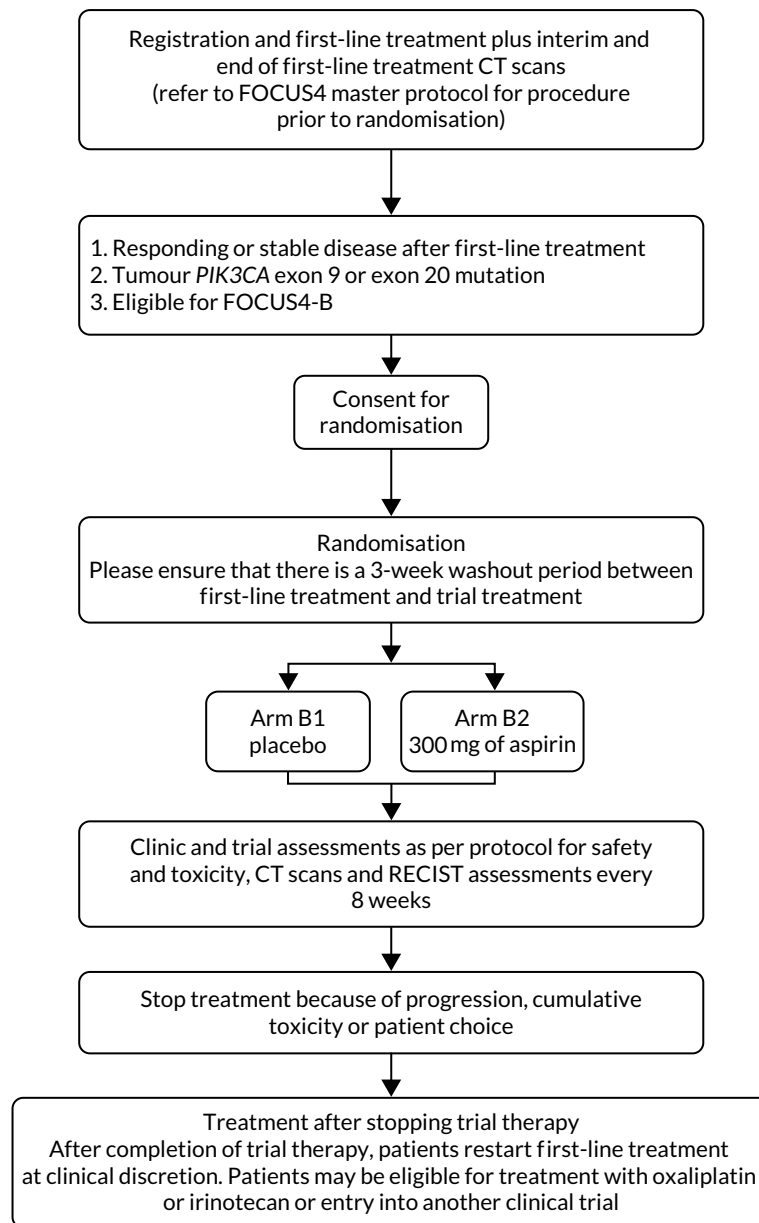 Registration and first-line treatment plus interim and
end of first-line treatment CT scans
(refer to FOCUS4 master protocol for procedure
prior to randomisation)
1. Responding or stable disease after first-line treatment
2. Tumour PIK3CA exon 9 or exon 20 mutation
3. Eligible for FOCUS4-B
Consent for
randomisation
Randomisation
Please ensure that there is a 3-week washout period between
first-line treatment and trial treatment
Arm B1
placebo
Arm B2
300 mg of aspirin
Clinic and trial assessments as per protocol for safety
and toxicity, CT scans and RECIST assessments every
8 weeks
Stop treatment because of progression, cumulative
toxicity or patient choice
Treatment after stopping trial therapy
After completion of trial therapy, patients restart first-line treatment
at clinical discretion. Patients may be eligible for treatment with oxaliplatin
or irinotecan or entry into another clinical trial